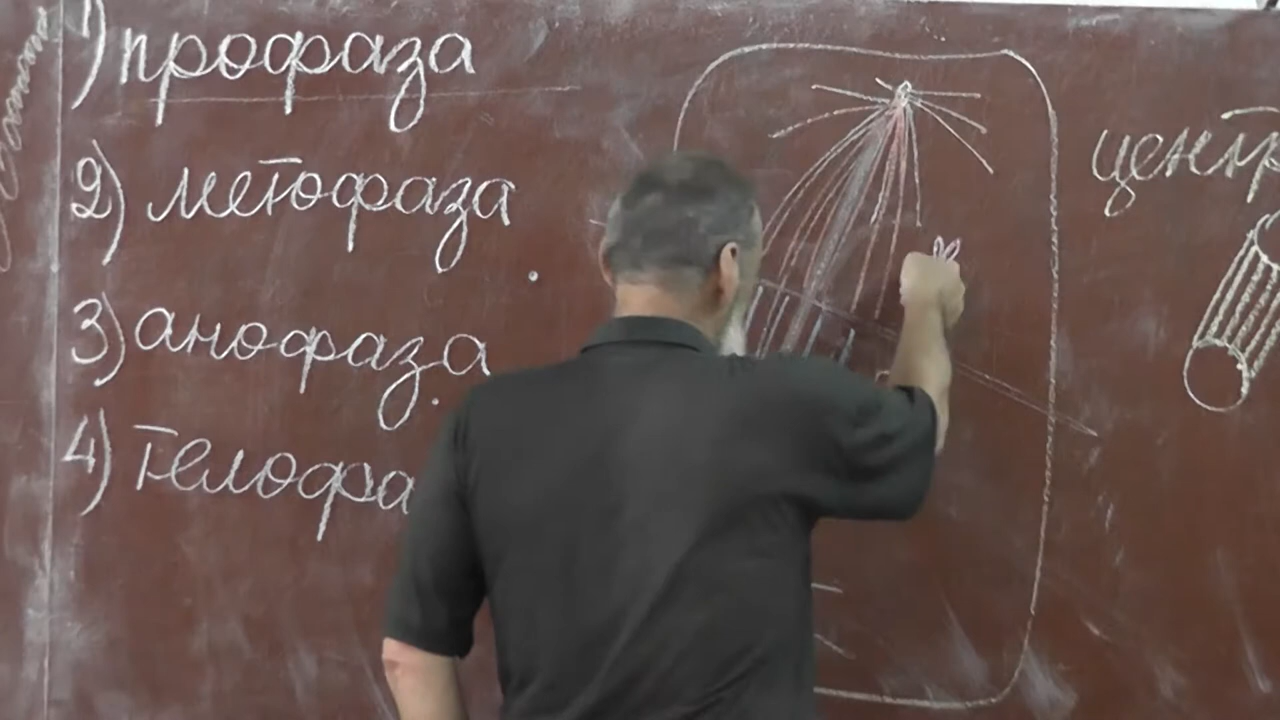 1) профаза
2) метофаза
3) анофаза
4) телофа
центр